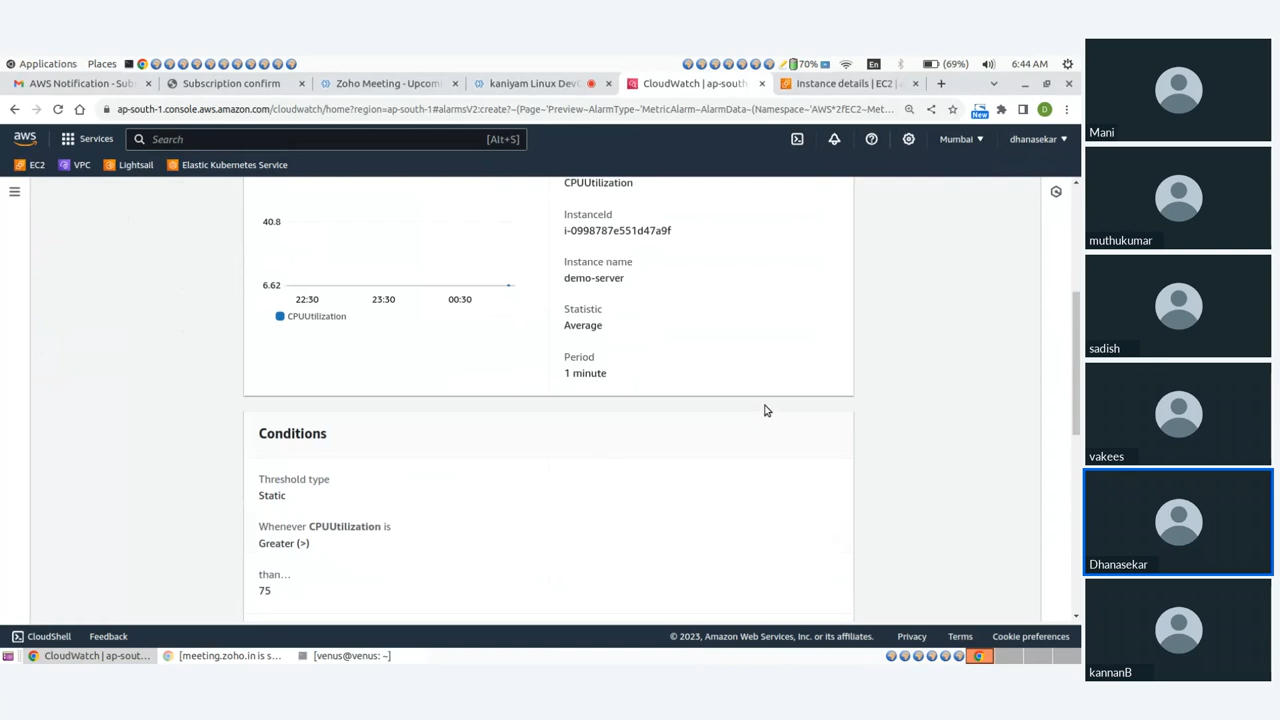 Applications Places 70% En (69%) 6:44 AM
AWS Notification - Subs Subscription confirm Zoho Meeting - Upcomi kaniyam Linux DevO CloudWatch | ap-south Instance details | EC2
ap-south-1.console.aws.amazon.com/cloudwatch/home?region=ap-south-1#alarmsV2:create?~(Page~'Preview~AlarmType~'MetricAlarm~AlarmData~(Namespace~'AWS*2fEC2~Met... New D
aws Services Search [Alt+S] Mumbai dhanasekar
EC2 VPC Lightsail Elastic Kubernetes Service
CPUUtilization
40.8
InstanceId
i-0998787e551d47a9f
Instance name
demo-server
6.62
22:30 23:30 00:30
CPUUtilization
Statistic
Average
Period
1 minute
Conditions
Threshold type
Static
Whenever CPUUtilization is
Greater (>)
than...
75
CloudShell Feedback © 2023, Amazon Web Services, Inc. or its affiliates. Privacy Terms Cookie preferences
CloudWatch | ap-sout... [meeting.zoho.in is s... [venus@venus: ~]
Mani
muthukumar
sadish
vakees
Dhanasekar
kannanB